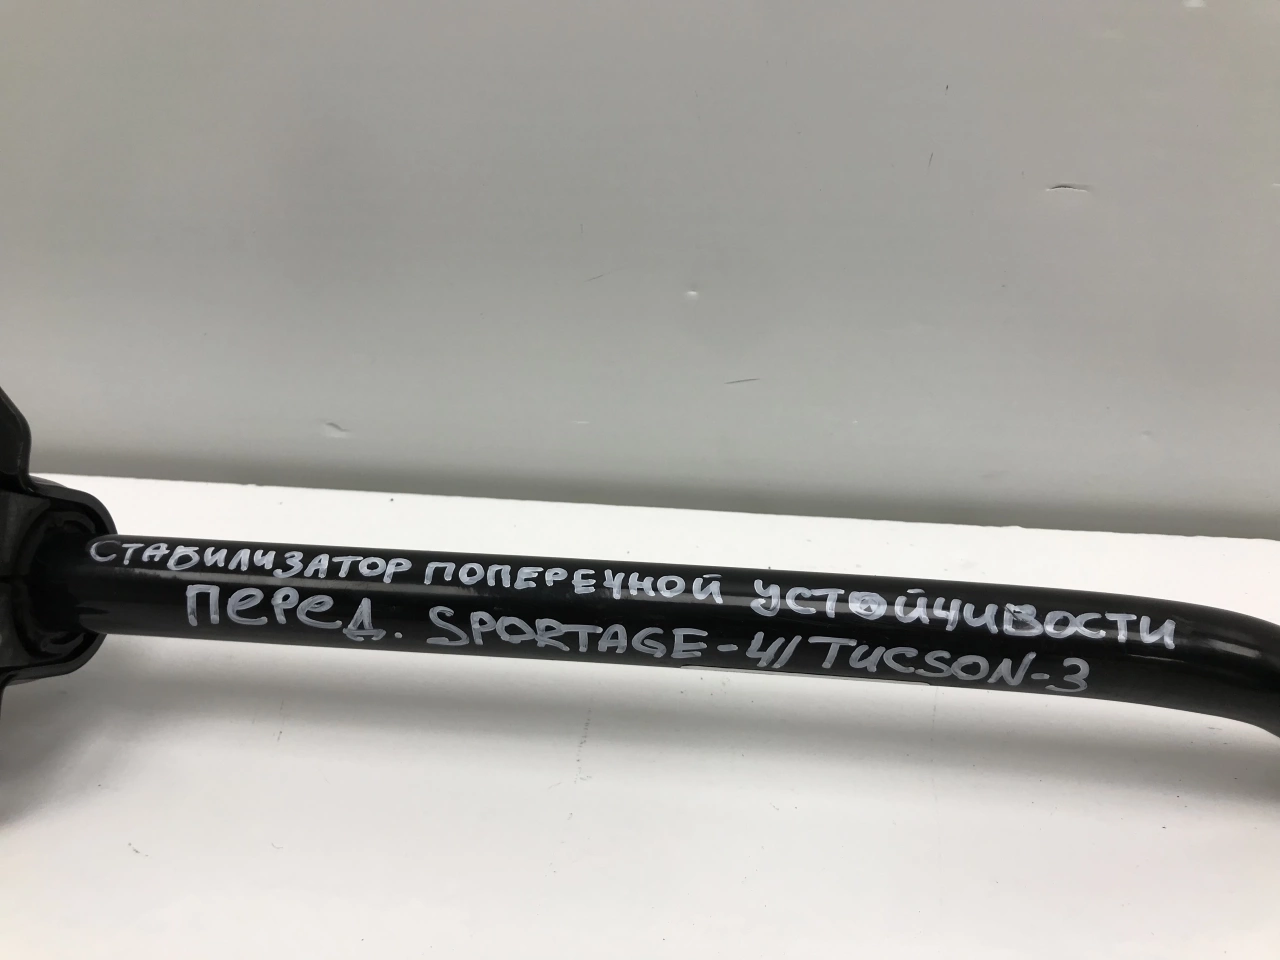 СТАБИЛИЗАТОР ПОПЕРЕЧНОЙ УСТОЙЧИВОСТИ
ПЕРЕД. SPORTAGE-4/TUCSON-3